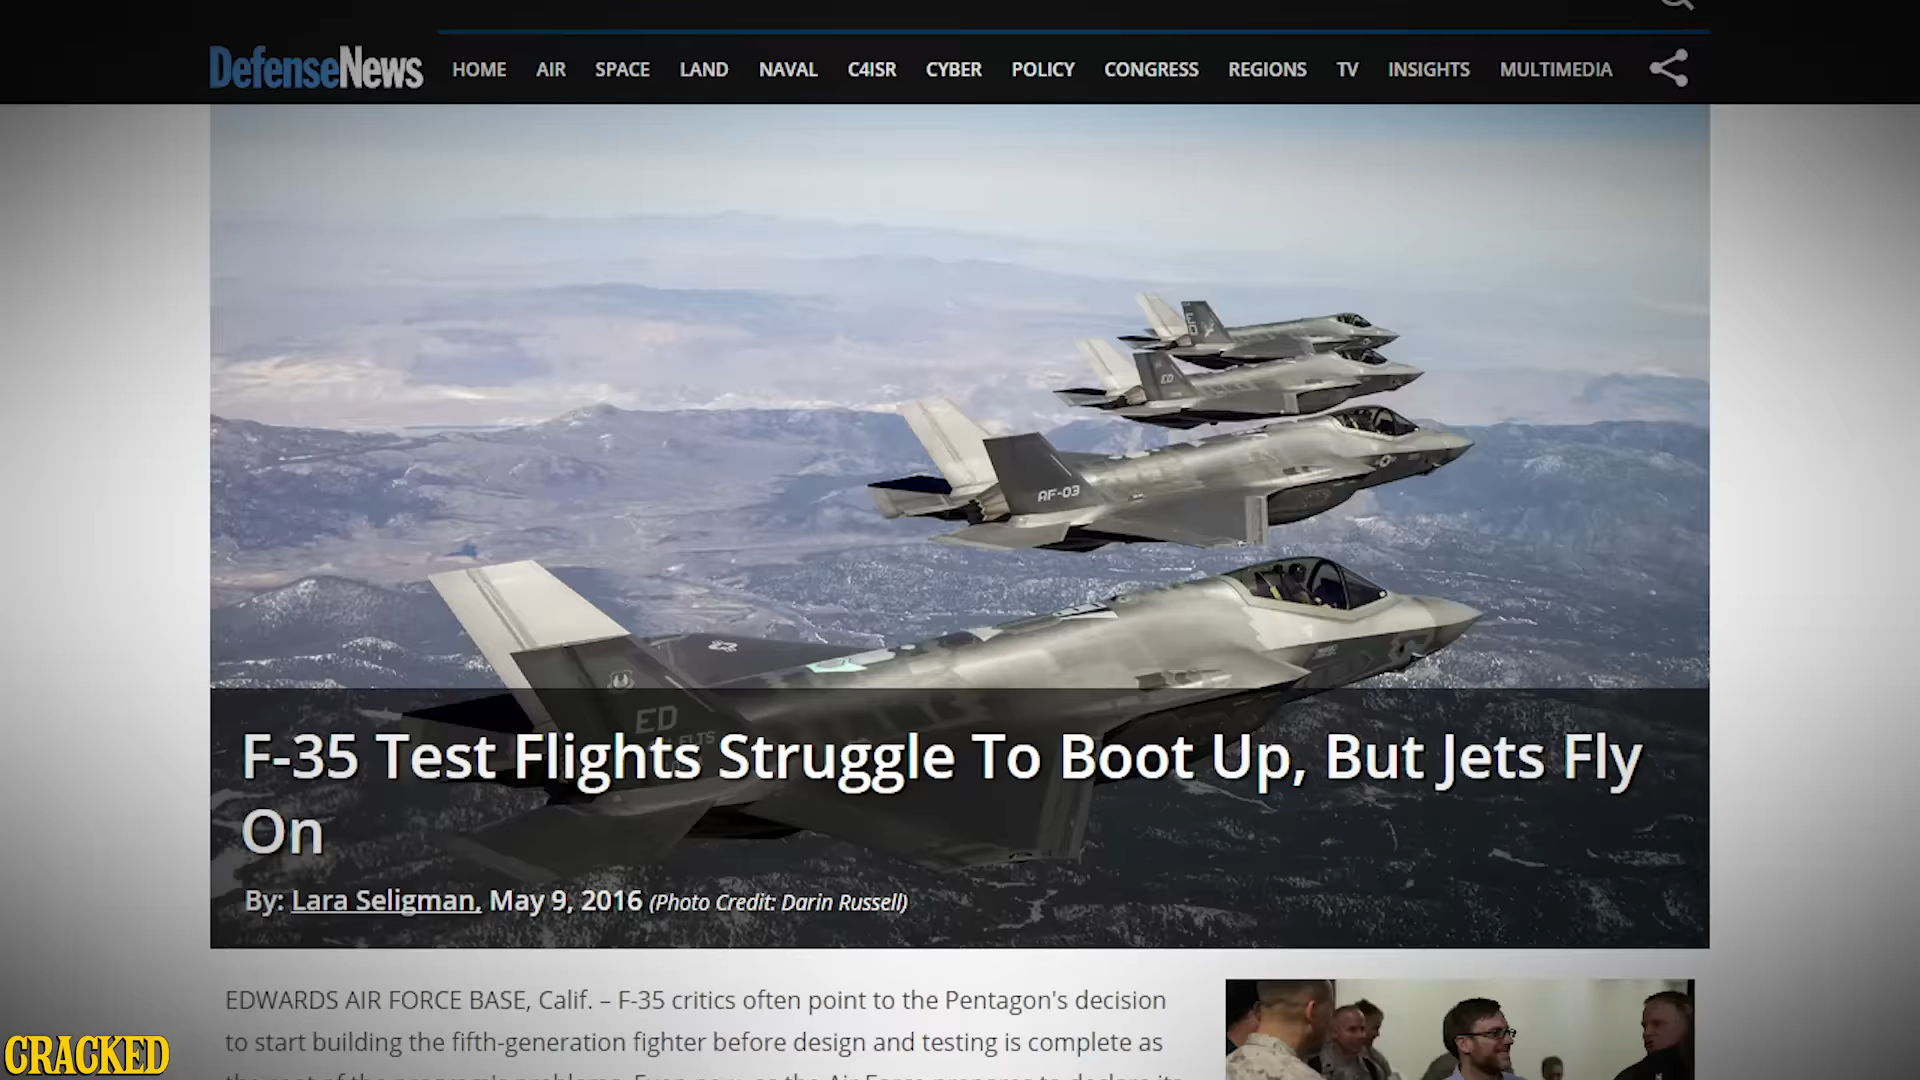 DefenseNews HOME AIR SPACE LAND NAVAL C4ISR CYBER POLICY CONGRESS REGIONS TV INSIGHTS MULTIMEDIA
ED
ED
AF-03
ED
F-35 Test Flights Struggle To Boot Up, But Jets Fly
On
By: Lara Seligman, May 9, 2016 (Photo Credit: Darin Russell)
EDWARDS AIR FORCE BASE, Calif. – F-35 critics often point to the Pentagon's decision
to start building the fifth-generation fighter before design and testing is complete as
CRACKED